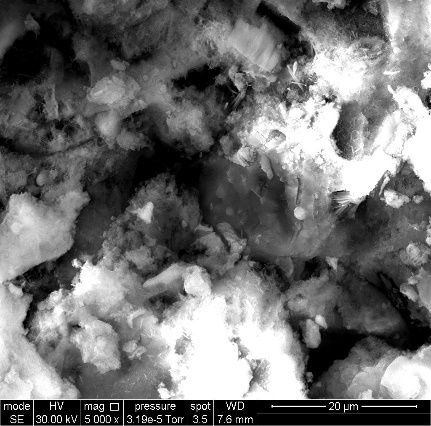 mode HV mag □ pressure spot WD 20 µm
SE 30.00 kV 5 000 x 3.19e-5 Torr 3.5 7.6 mm